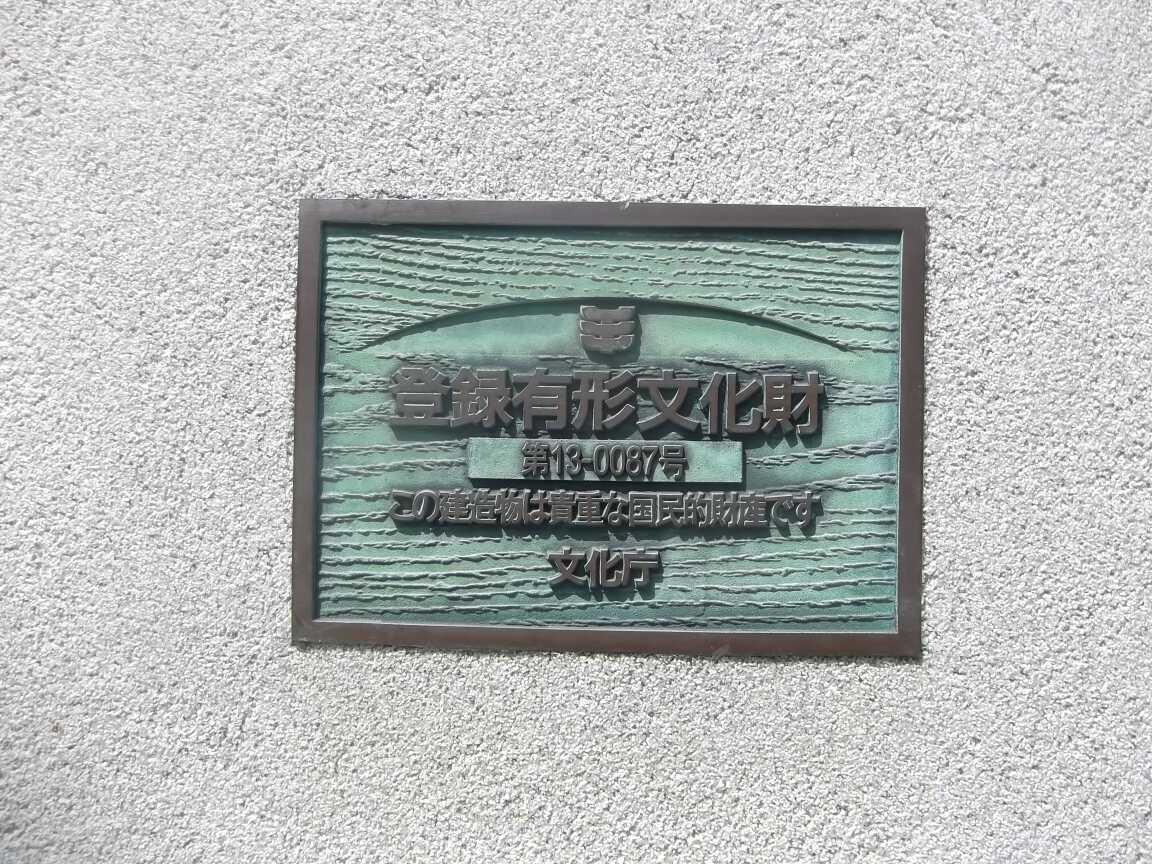 登録有形文化財
第13-0087号
この建造物は貴重な国民的財産です
文化庁